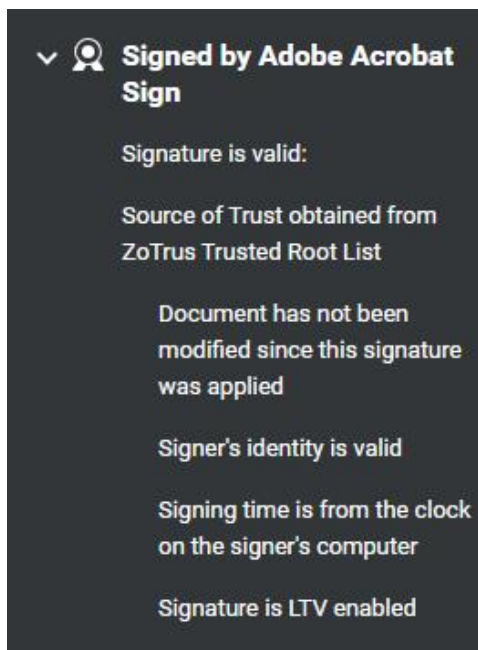 Signed by Adobe Acrobat
Sign
Signature is valid:
Source of Trust obtained from
ZoTrus Trusted Root List
Document has not been
modified since this signature
was applied
Signer's identity is valid
Signing time is from the clock
on the signer's computer
Signature is LTV enabled